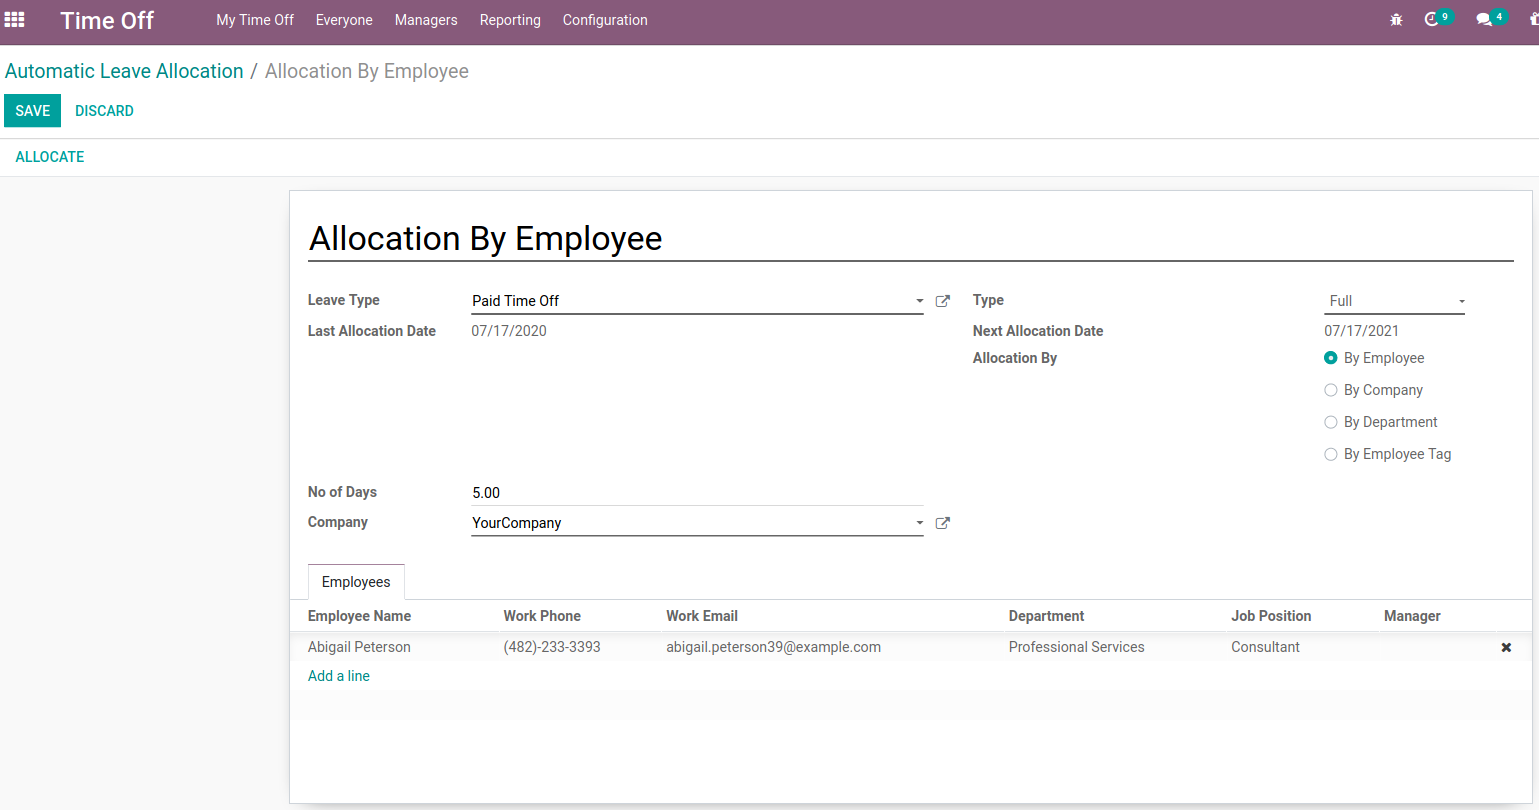 Time Off My Time Off Everyone Managers Reporting Configuration 9 4
Automatic Leave Allocation / Allocation By Employee
SAVE DISCARD
ALLOCATE
Allocation By Employee
Leave Type Paid Time Off Type Full
Last Allocation Date 07/17/2020 Next Allocation Date 07/17/2021
Allocation By By Employee
By Company
By Department
By Employee Tag
No of Days 5.00
Company YourCompany
Employees
Employee Name Work Phone Work Email Department Job Position Manager
Abigail Peterson (482)-233-3393 abigail.peterson39@example.com Professional Services Consultant
Add a line